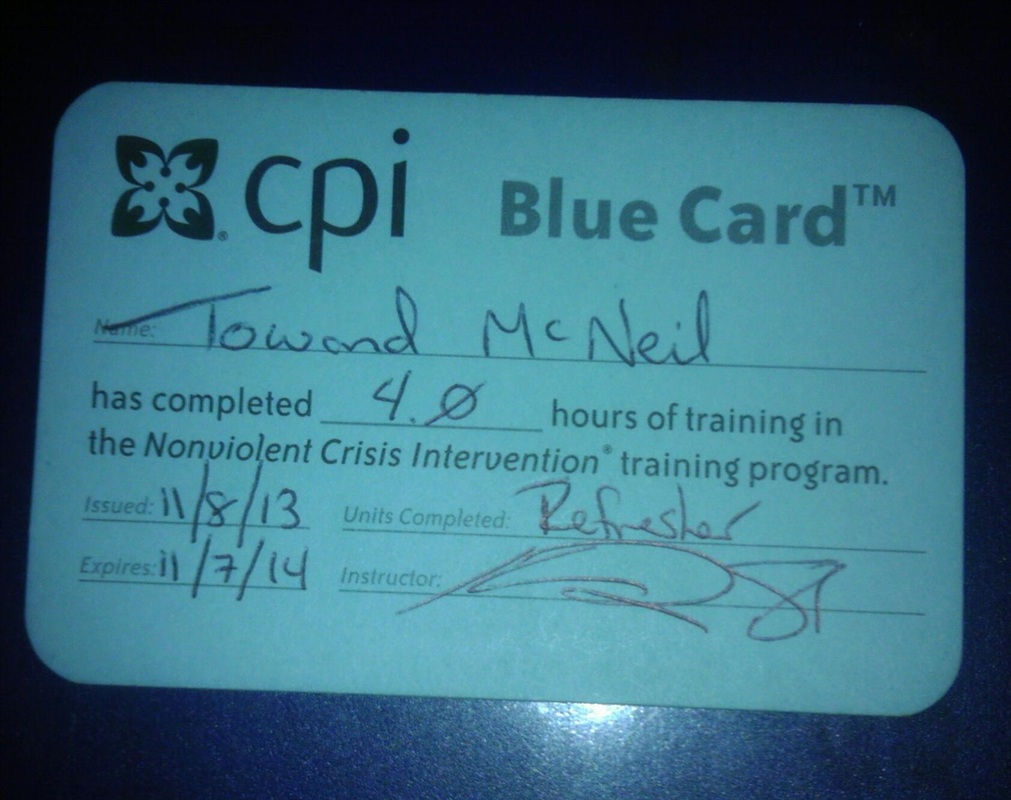 cpi Blue Card™
Name: Towand McNeil
has completed 4.0 hours of training in
the Nonviolent Crisis Intervention® training program.
Issued: 11/8/13 Units Completed: Refresher
Expires: 11/7/14 Instructor: